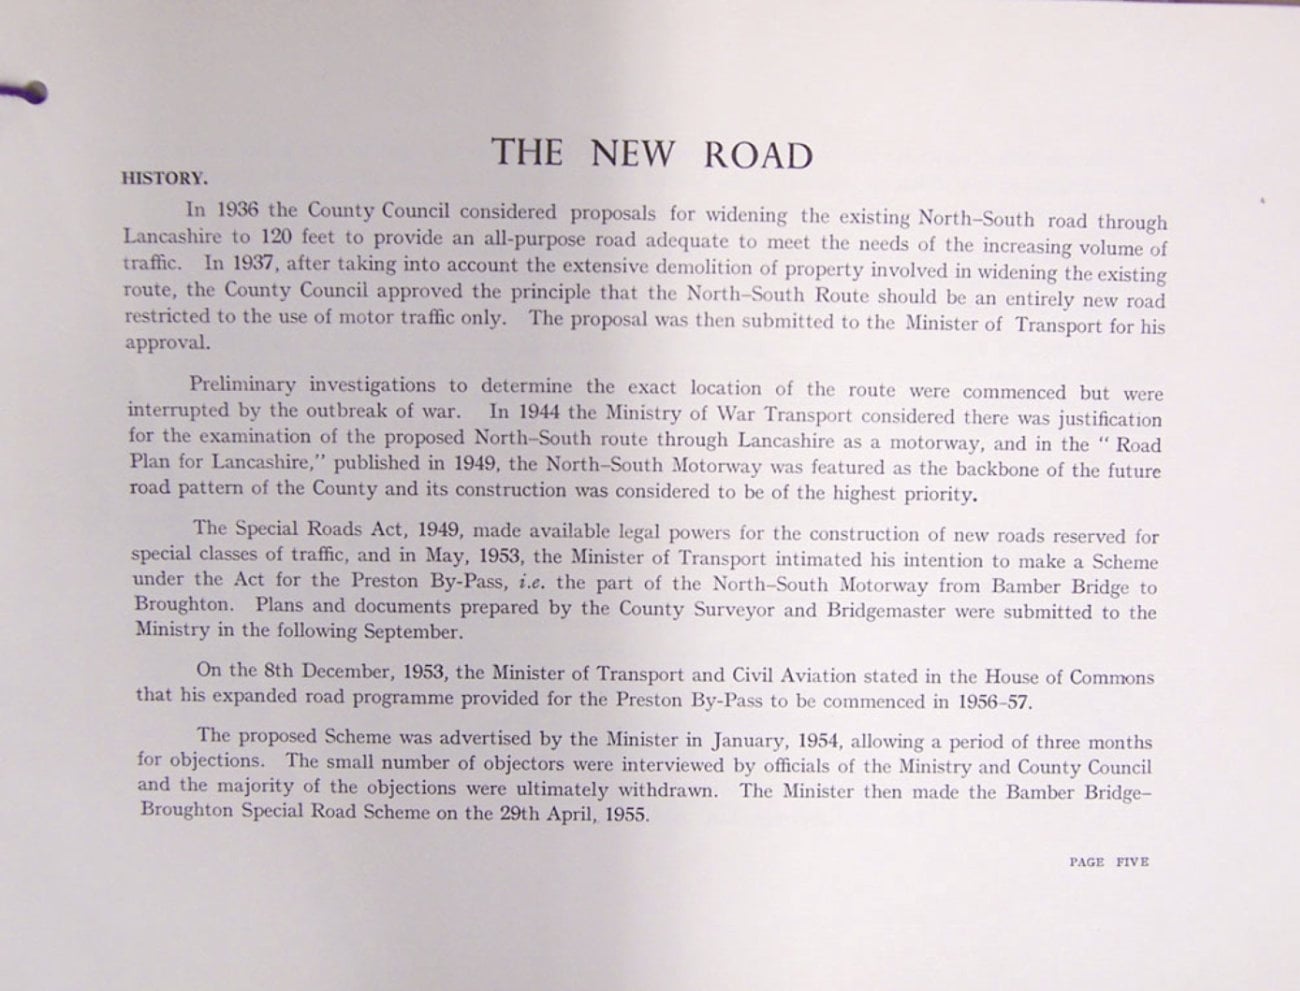 THE NEW ROAD
HISTORY.
In 1936 the County Council considered proposals for widening the existing North–South road through
Lancashire to 120 feet to provide an all-purpose road adequate to meet the needs of the increasing volume of
traffic. In 1937, after taking into account the extensive demolition of property involved in widening the existing
route, the County Council approved the principle that the North–South Route should be an entirely new road
restricted to the use of motor traffic only. The proposal was then submitted to the Minister of Transport for his
approval.
Preliminary investigations to determine the exact location of the route were commenced but were
interrupted by the outbreak of war. In 1944 the Ministry of War Transport considered there was justification
for the examination of the proposed North–South route through Lancashire as a motorway, and in the “ Road
Plan for Lancashire,” published in 1949, the North–South Motorway was featured as the backbone of the future
road pattern of the County and its construction was considered to be of the highest priority.
The Special Roads Act, 1949, made available legal powers for the construction of new roads reserved for
special classes of traffic, and in May, 1953, the Minister of Transport intimated his intention to make a Scheme
under the Act for the Preston By-Pass, i.e. the part of the North–South Motorway from Bamber Bridge to
Broughton. Plans and documents prepared by the County Surveyor and Bridgemaster were submitted to the
Ministry in the following September.
On the 8th December, 1953, the Minister of Transport and Civil Aviation stated in the House of Commons
that his expanded road programme provided for the Preston By-Pass to be commenced in 1956–57.
The proposed Scheme was advertised by the Minister in January, 1954, allowing a period of three months
for objections. The small number of objectors were interviewed by officials of the Ministry and County Council
and the majority of the objections were ultimately withdrawn. The Minister then made the Bamber Bridge–
Broughton Special Road Scheme on the 29th April, 1955.
PAGE FIVE